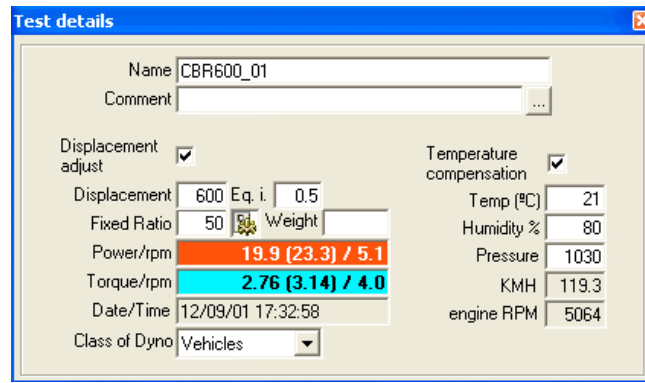 Test details
Name CBR600_01
Comment ...
Displacement adjust
Displacement 600 Eq. i. 0.5
Fixed Ratio 50 Weight
Power/rpm 19.9 (23.3) / 5.1
Torque/rpm 2.76 (3.14) / 4.0
Date/Time 12/09/01 17:32:58
Class of Dyno Vehicles
Temperature compensation
Temp (ºC) 21
Humidity % 80
Pressure 1030
KMH 119.3
engine RPM 5064